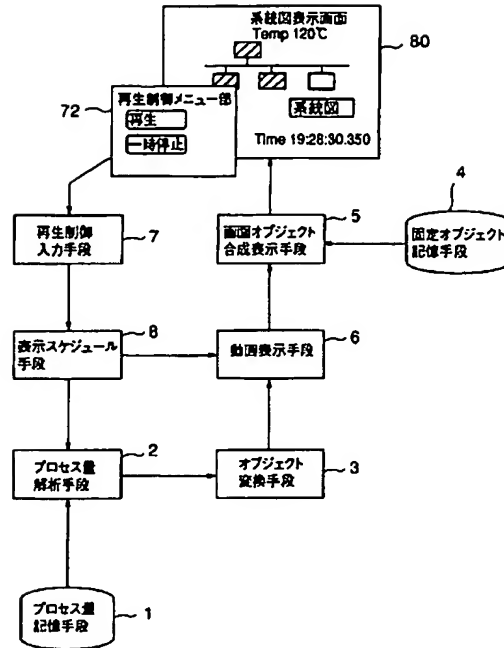 系統図表示画面
Temp 120℃
80
系統図
Time 19:28:30.350
72
再生制御メニュー部
再生
一時停止
4
再生制御
入力手段
7
画面オブジェクト
合成表示手段
5
固定オブジェクト
記憶手段
8
表示スケジュール
手段
動画表示手段
6
2
プロセス量
解析手段
オブジェクト
変換手段
3
プロセス量
記憶手段
1